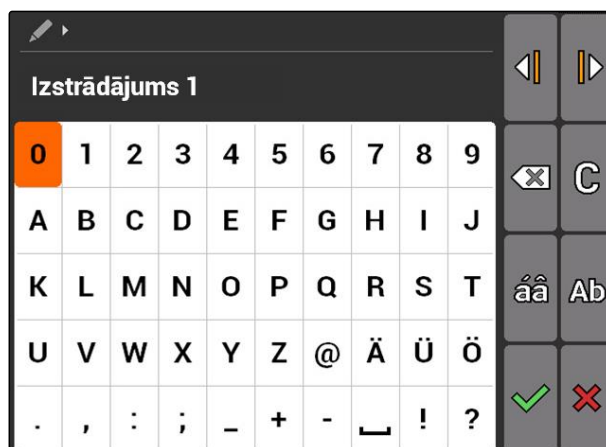 Izstrādājums 1
0 1 2 3 4 5 6 7 8 9
A B C D E F G H I J
C
K L M N O P Q R S T
áâ Ab
U V W X Y Z @ Ä Ü Ö
. , : ; _ + - ⎵ ! ?